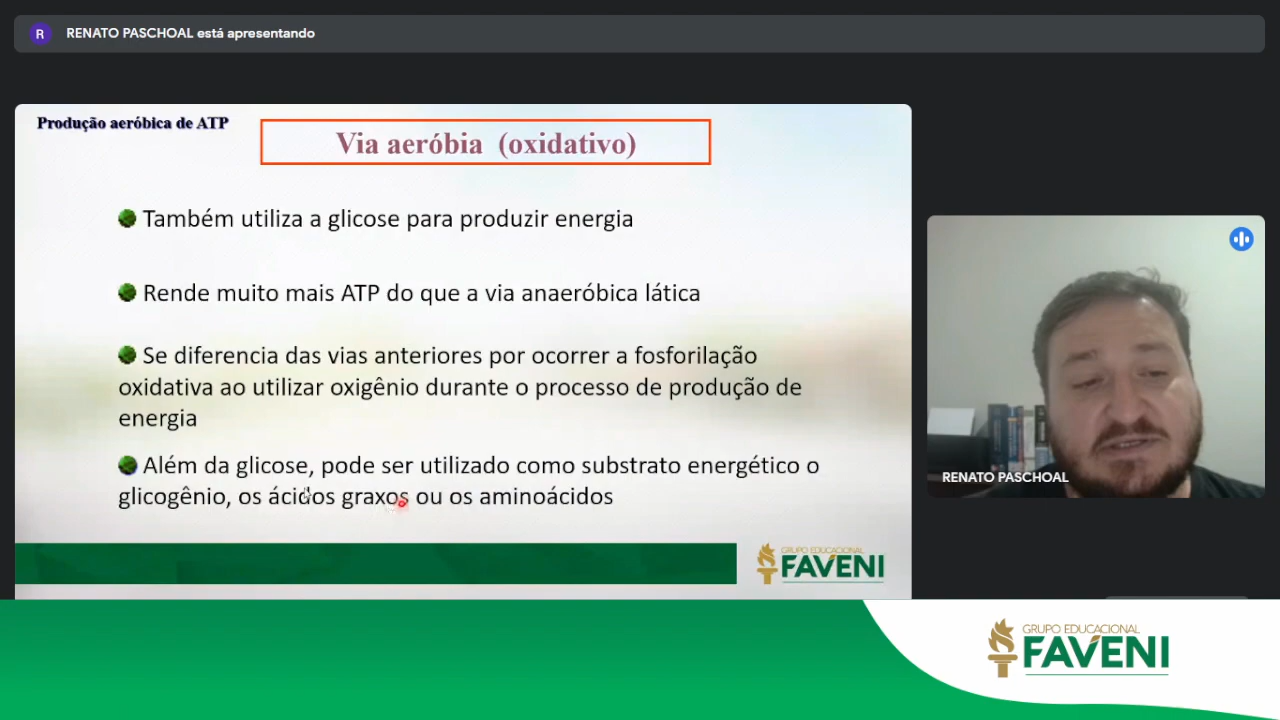 R
RENATO PASCHOAL está apresentando
Produção aeróbica de ATP
Via aeróbia (oxidativo)
Também utiliza a glicose para produzir energia
Rende muito mais ATP do que a via anaeróbica lática
Se diferencia das vias anteriores por ocorrer a fosforilação
oxidativa ao utilizar oxigênio durante o processo de produção de
energia
Além da glicose, pode ser utilizado como substrato energético o
glicogênio, os ácidos graxos ou os aminoácidos
GRUPO EDUCACIONAL
FAVENI
RENATO PASCHOAL
GRUPO EDUCACIONAL
FAVENI